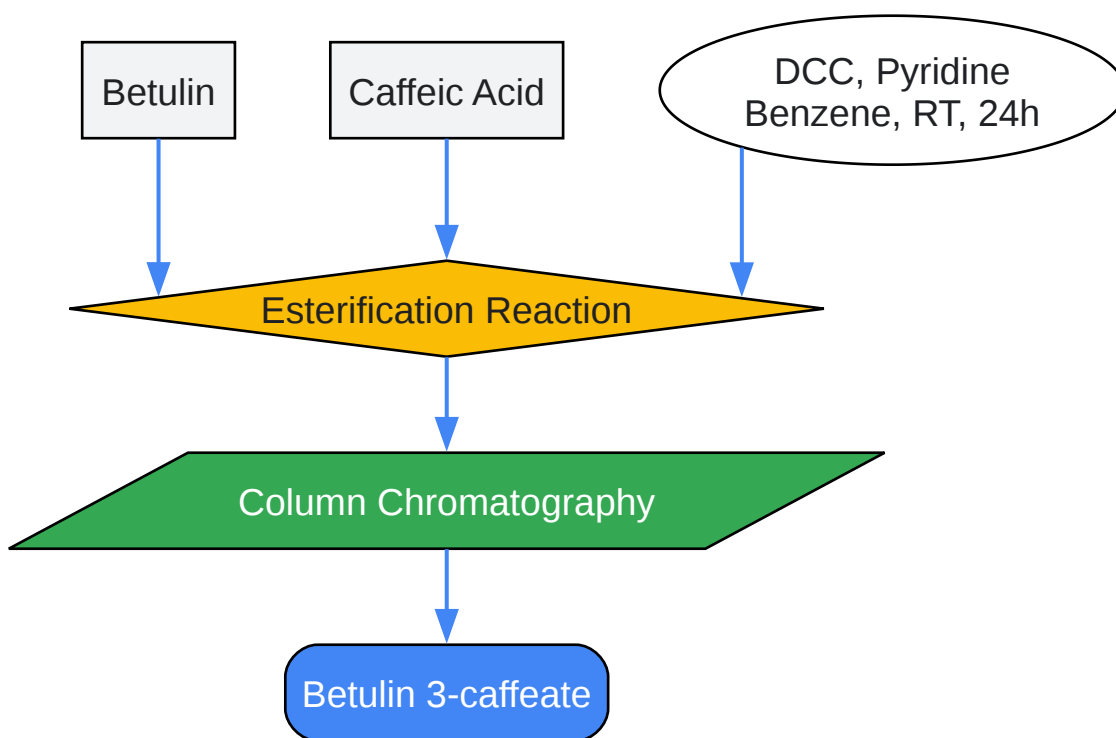 Betulin
Caffeic Acid
DCC, Pyridine
Benzene, RT, 24h
Esterification Reaction
Column Chromatography
Betulin 3-caffeate